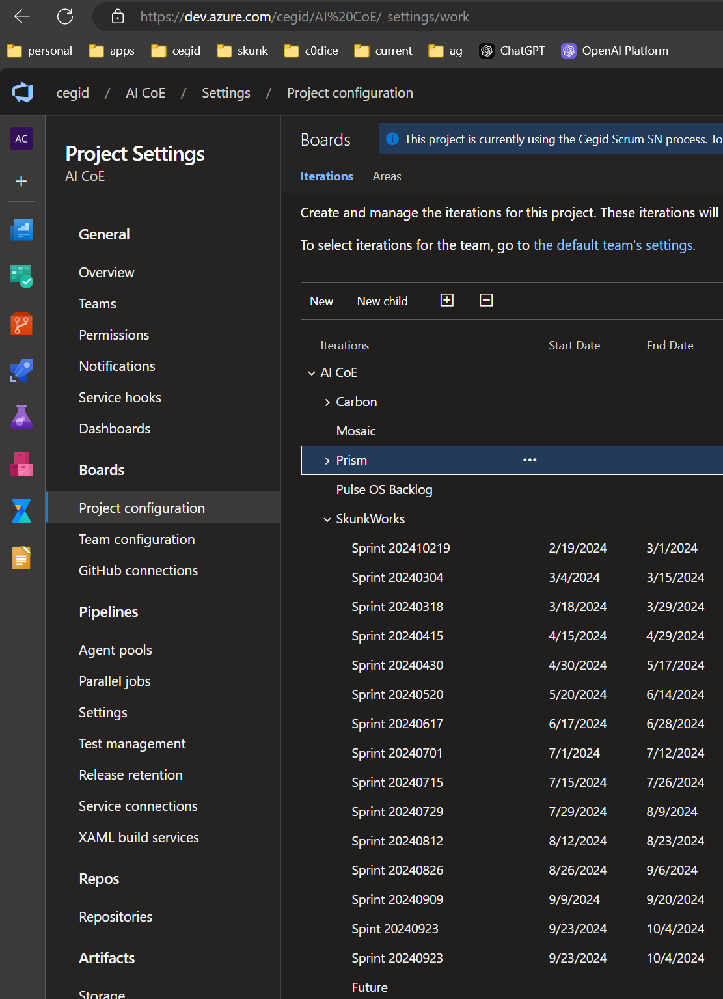 https://dev.azure.com/cegid/AI%20CoE/_settings/work
personal apps cegid skunk c0dice current ag ChatGPT OpenAI Platform
cegid / AI CoE / Settings / Project configuration
AC
Project Settings
AI CoE
General
Overview
Teams
Permissions
Notifications
Service hooks
Dashboards
Boards
Project configuration
Team configuration
GitHub connections
Pipelines
Agent pools
Parallel jobs
Settings
Test management
Release retention
Service connections
XAML build services
Repos
Repositories
Artifacts
Storage
Boards
This project is currently using the Cegid Scrum SN process. To
Iterations Areas
Create and manage the iterations for this project. These iterations will
To select iterations for the team, go to the default team's settings.
New New child
Iterations Start Date End Date
AI CoE
Carbon
Mosaic
Prism
Pulse OS Backlog
SkunkWorks
Sprint 202410219 2/19/2024 3/1/2024
Sprint 20240304 3/4/2024 3/15/2024
Sprint 20240318 3/18/2024 3/29/2024
Sprint 20240415 4/15/2024 4/29/2024
Sprint 20240430 4/30/2024 5/17/2024
Sprint 20240520 5/20/2024 6/14/2024
Sprint 20240617 6/17/2024 6/28/2024
Sprint 20240701 7/1/2024 7/12/2024
Sprint 20240715 7/15/2024 7/26/2024
Sprint 20240729 7/29/2024 8/9/2024
Sprint 20240812 8/12/2024 8/23/2024
Sprint 20240826 8/26/2024 9/6/2024
Sprint 20240909 9/9/2024 9/20/2024
Spint 20240923 9/23/2024 10/4/2024
Sprint 20240923 9/23/2024 10/4/2024
Future